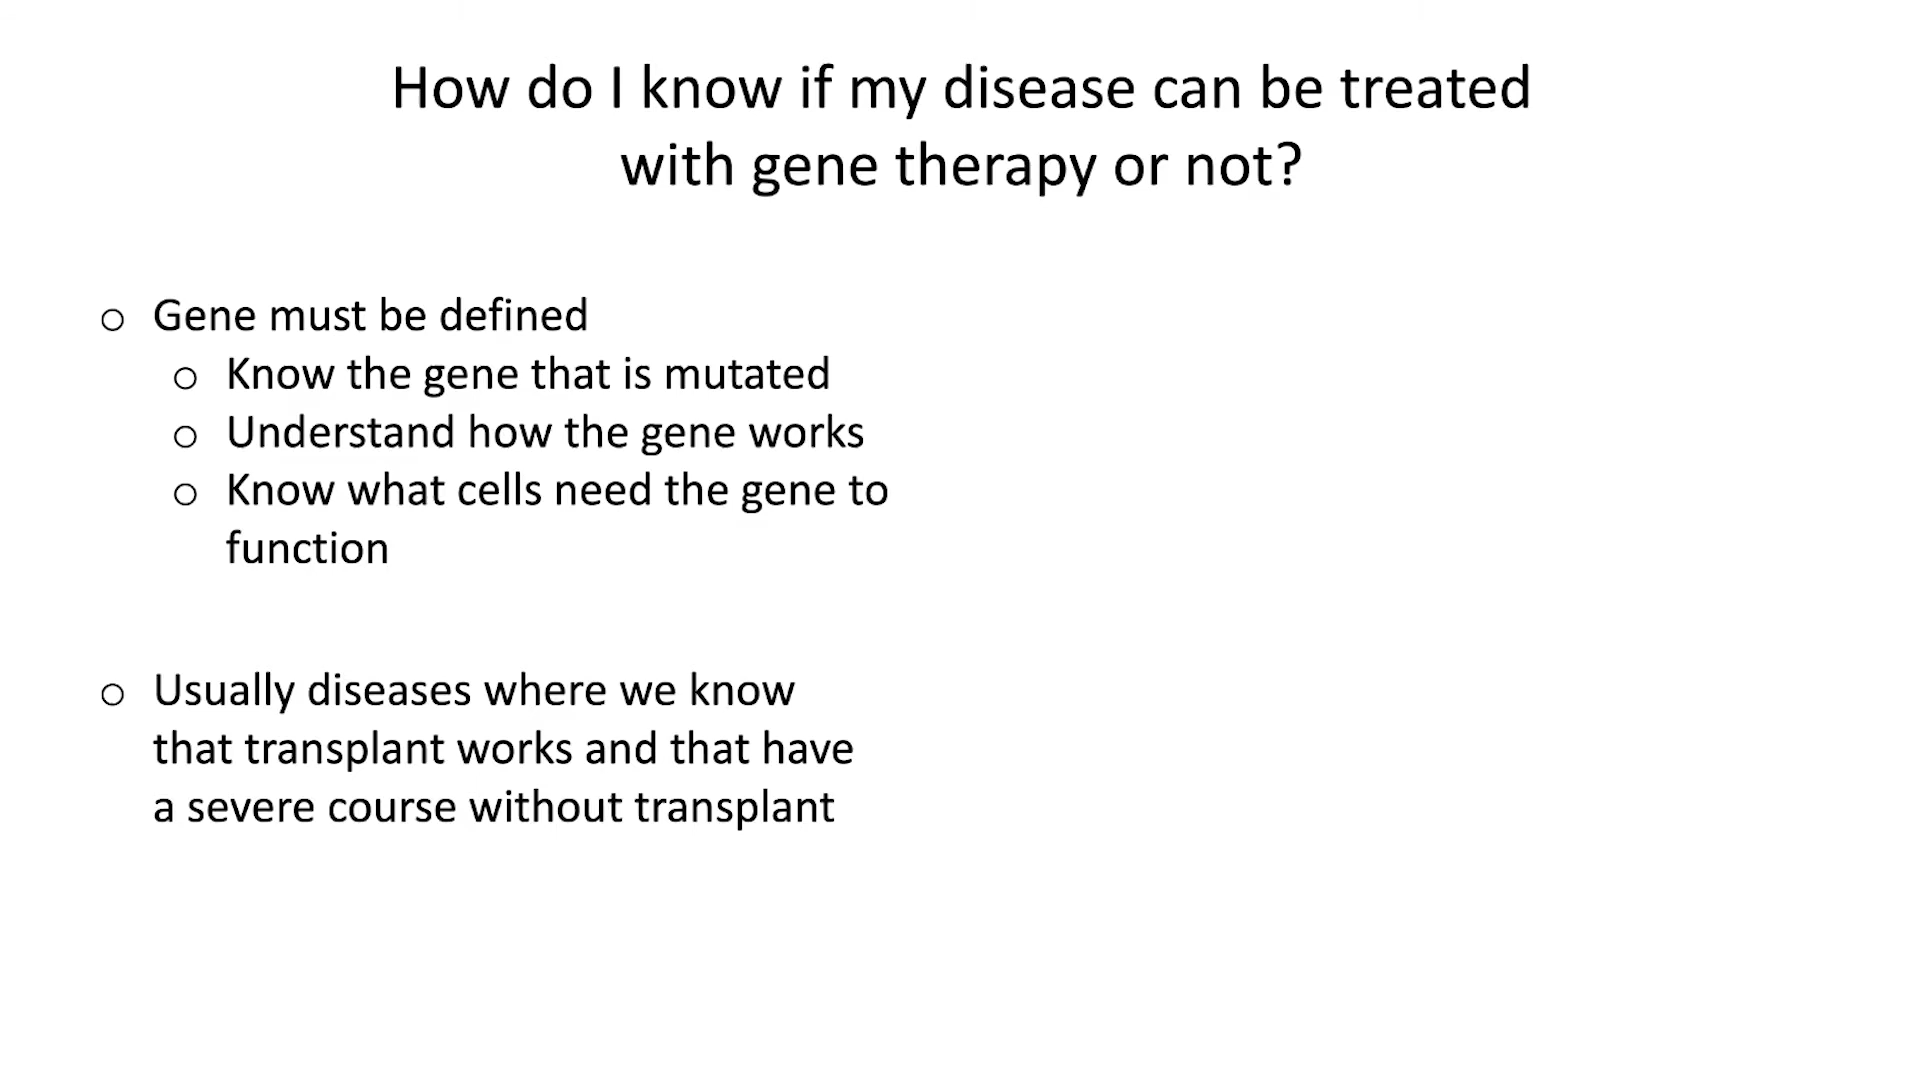 How do I know if my disease can be treated
with gene therapy or not?
o Gene must be defined
o Know the gene that is mutated
o Understand how the gene works
o Know what cells need the gene to
function
o Usually diseases where we know
that transplant works and that have
a severe course without transplant